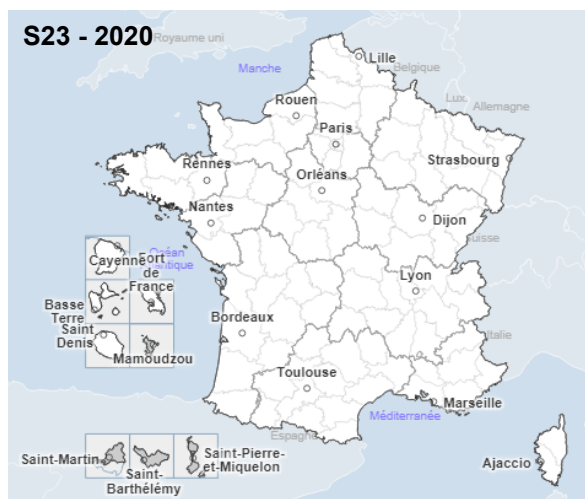 S23 - 2020
Royaume uni
Lille
Manche
Belgique
Rouen
Lux.
Allemagne
Paris
Rennes
Strasbourg
Orléans
Nantes
Dijon
Suisse
Océan
Atlantique
Cayenne
Fort
de
France
Lyon
Basse
Terre
Bordeaux
Saint
Denis
Mamoudzou
Italie
Toulouse
Marseille
Méditerranée
Espagne
Saint-Martin
Saint-
Barthélémy
Saint-Pierre-
et-Miquelon
Ajaccio